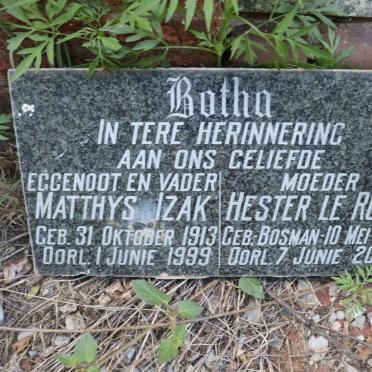 Botha
IN TERE HERINNERING
AAN ONS GELIEFDE
EGGENOOT EN VADER MOEDER
MATTHYS IZAK HESTER LE
GEB. 31 OKTOBER 1913 GEB. BOSMAN-10 MEI
OORL. 1 JUNIE 1999 OORL 7 JUNIE